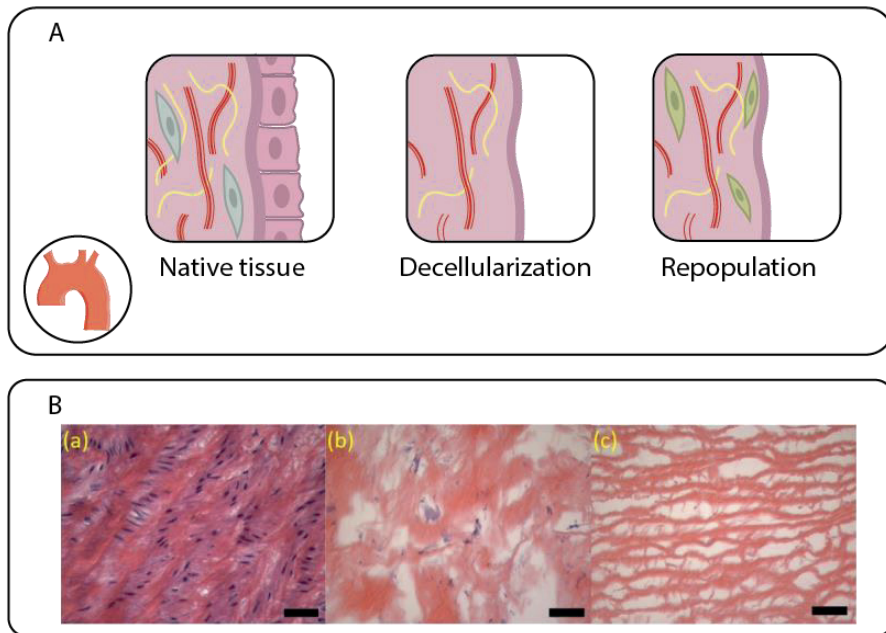 A
Native tissue
Decellularization
Repopulation
B
(a)
(b)
(c)